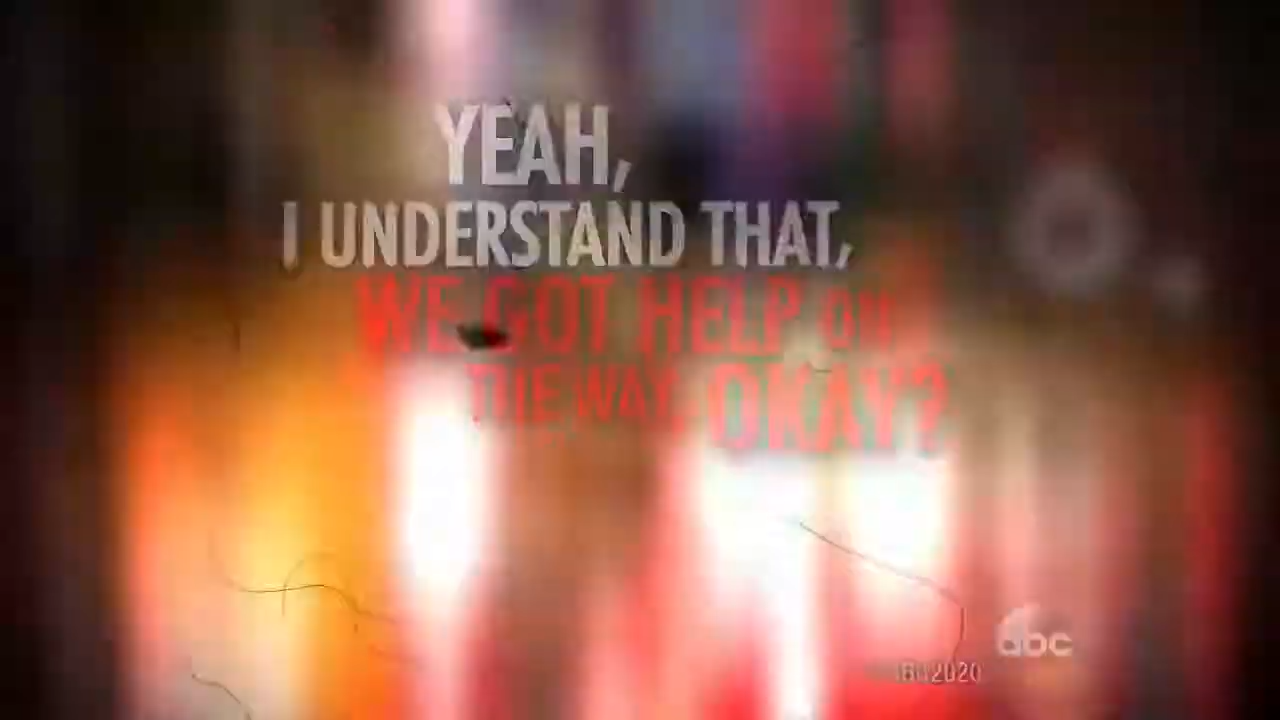 YEAH,
I UNDERSTAND THAT,
WE GOT HELP ON
THE WAY, OKAY?
abc